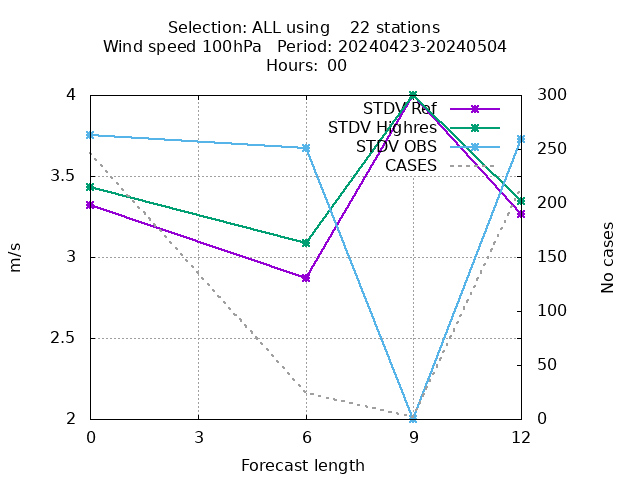 Selection: ALL using    22 stations
Wind speed 100hPa   Period: 20240423-20240504
Hours: 00
4
3.5
3
2.5
2
300
250
200
150
100
50
0
STDV Ref
STDV Highres
STDV OBS
CASES
m/s
No cases
0
3
6
9
12
Forecast length